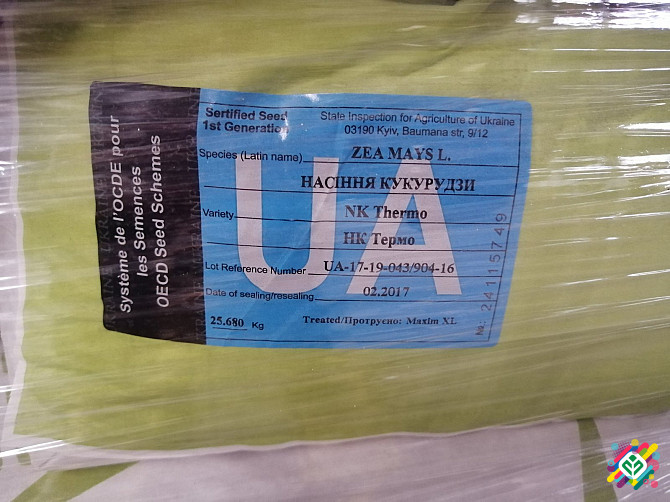 Système de l'OCDE pour
les Semences
OECD Seed Schemes
Sertified Seed
1st Generation
State Inspection for Agriculture of Ukraine
03190 Kyiv, Baumana str, 9/12
UA
Species (Latin name) ZEA MAYS L.
НАСІННЯ КУКУРУДЗИ
Variety NK Thermo
НК Термо
Lot Reference Number UA-17-19-043/904-16
Date of sealing/resealing 02.2017
25.680 Kg Treated/Протруєно: Maxim XL
№ 24115749